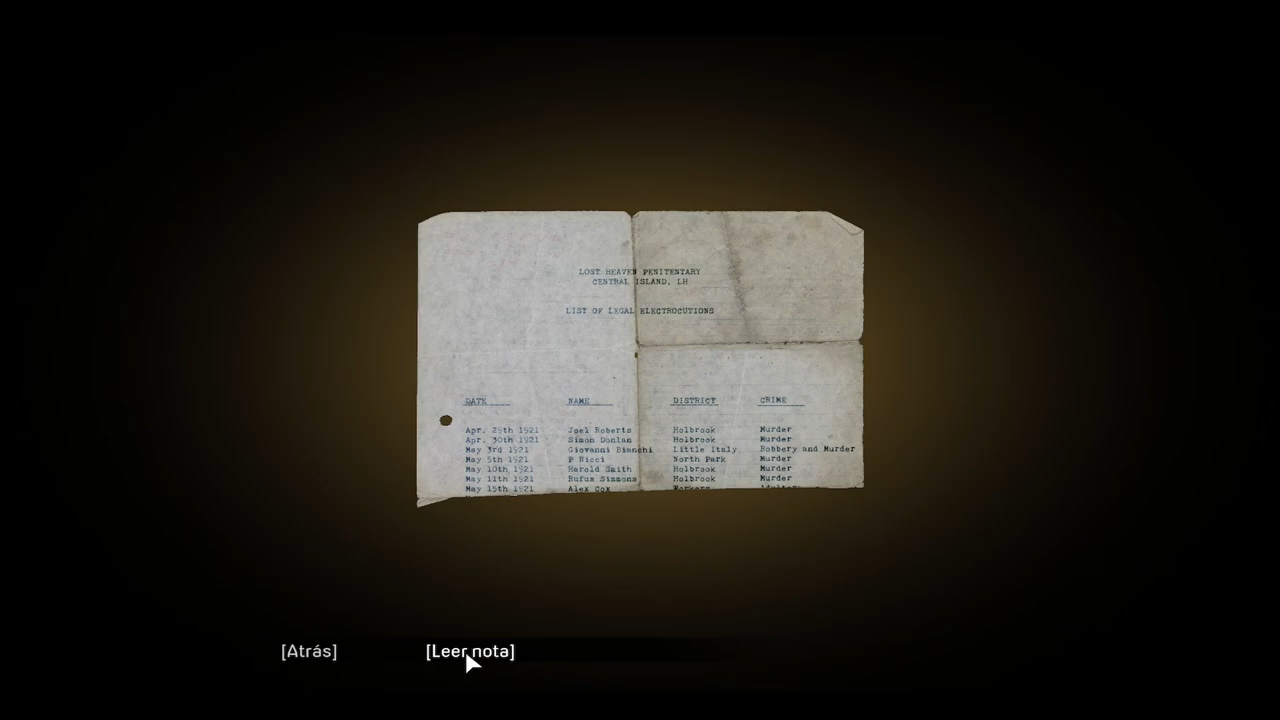 LOST HEAVEN PENITENTARY
CENTRAL ISLAND, LH
LIST OF LEGAL ELECTROCUTIONS
DATE NAME DISTRICT CRIME
Apr. 29th 1921 Joel Roberts Holbrook Murder
Apr. 30th 1921 Simon Donlan Holbrook Murder
May 3rd 1921 Giovanni Bianchi Little Italy Robbery and Murder
May 5th 1921 P Ricci North Park Murder
May 10th 1921 Harold Smith Holbrook Murder
May 11th 1921 Rufus Simmons Holbrook Murder
May 15th 1921 Alex Cox Workers Adultery
[Atrás] [Leer nota]